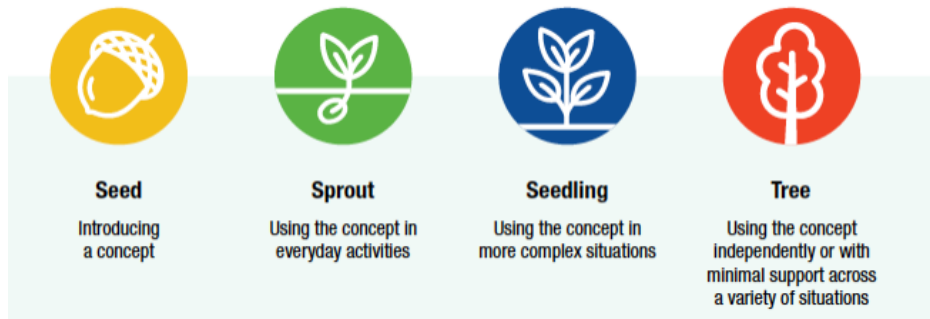 Seed
Introducing
a concept
Sprout
Using the concept in
everyday activities
Seedling
Using the concept in
more complex situations
Tree
Using the concept
independently or with
minimal support across
a variety of situations